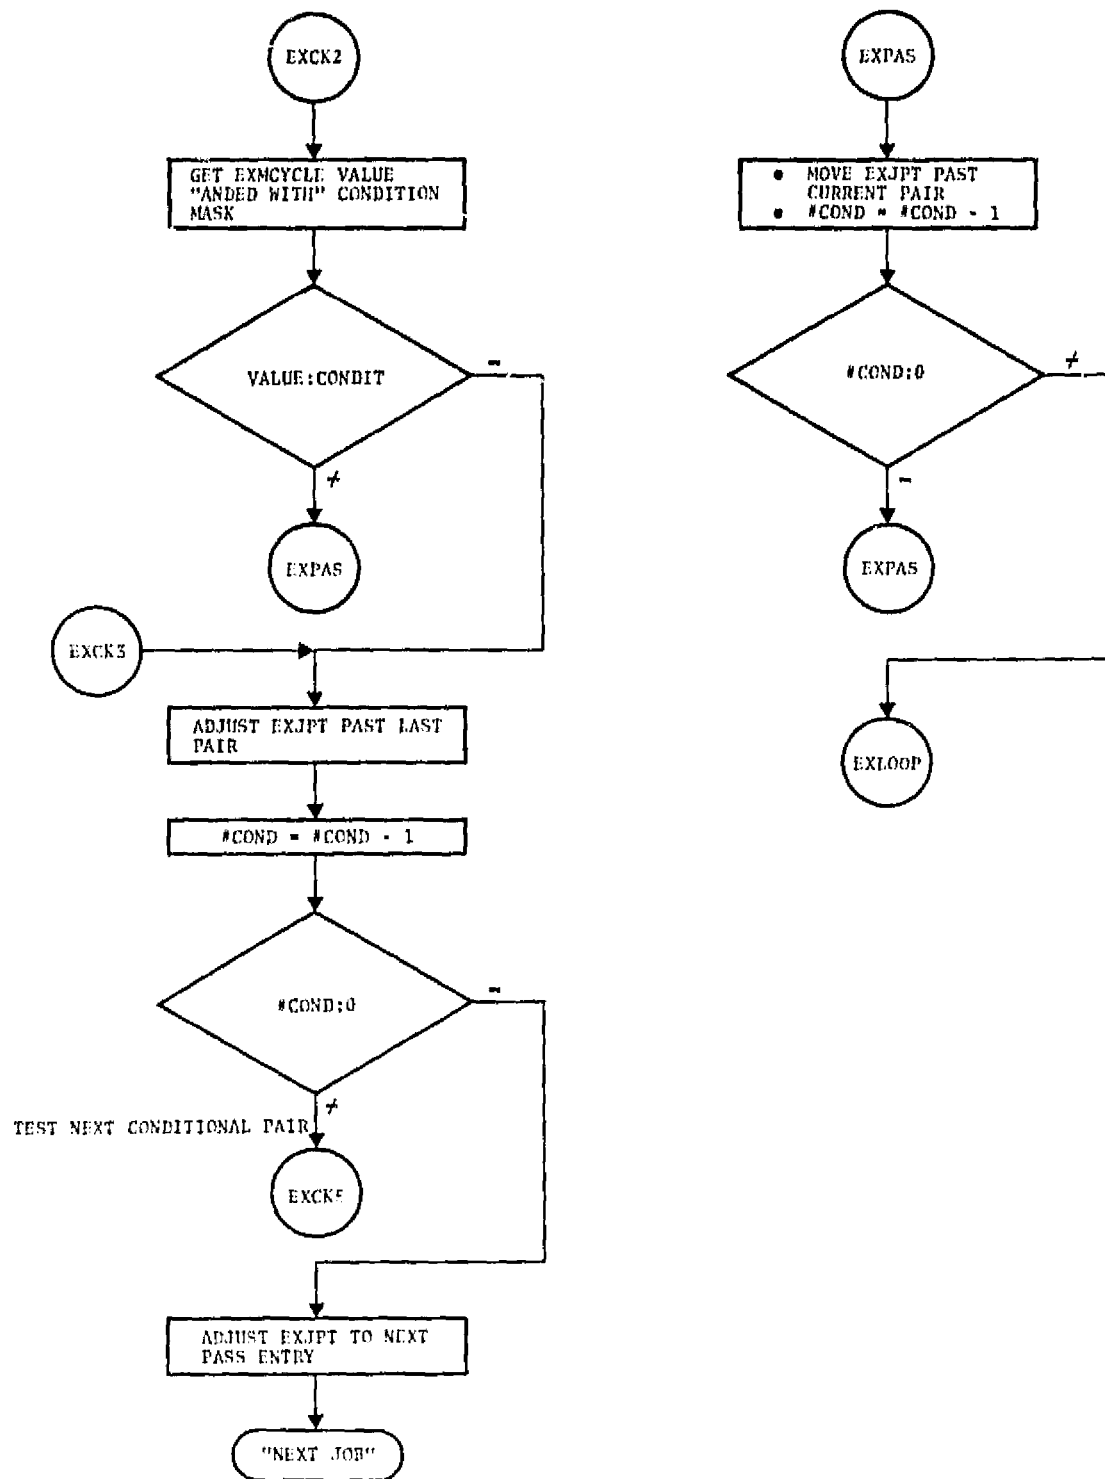 EXCK2
GET EXMCYCLE VALUE
"ANDED WITH" CONDITION
MASK
VALUE:CONDIT
=
≠
EXPAS
EXCK3
ADJUST EXJPT PAST LAST
PAIR
#COND = #COND - 1
#COND:0
=
≠
TEST NEXT CONDITIONAL PAIR
ADJUST EXJPT TO NEXT
PASS ENTRY
"NEXT JOB"
EXPAS
• MOVE EXJPT PAST
CURRENT PAIR
• #COND = #COND - 1
#COND:0
≠
=
EXPAS
EXLOOP